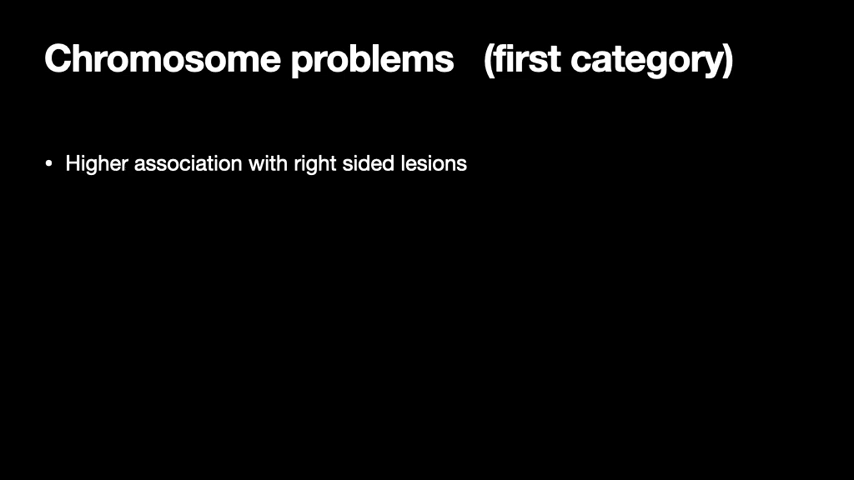 Chromosome problems (first category)
• Higher association with right sided lesions